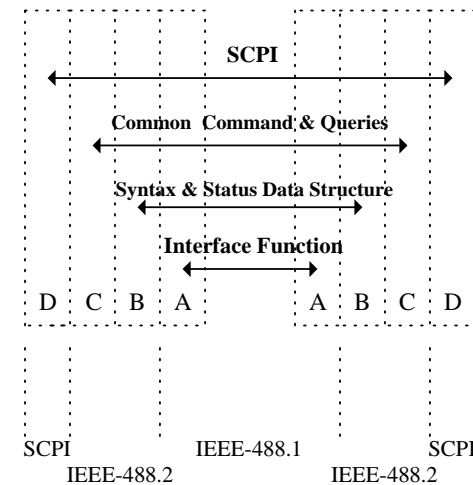 SCPI
Common Command & Queries
Syntax & Status Data Structure
Interface Function
D C B A A B C D
SCPI IEEE-488.1 SCPI
IEEE-488.2 IEEE-488.2